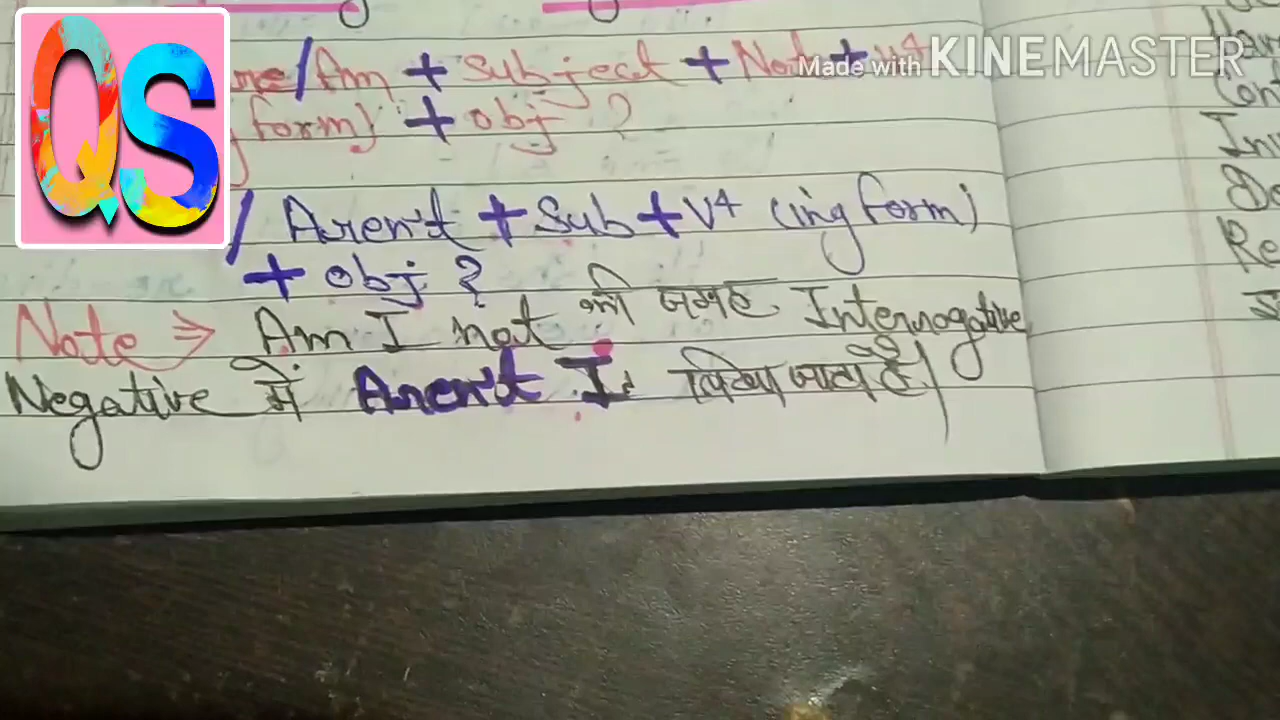 QS
Made with KINEMASTER
are/Am + Subject + Not + V4
form) + obj ?
/ Aren't + Sub + V4 (ing form)
+ obj ?
Note ⇒ Am I not की जगह Interrogative
Negative में Aren't I लिखा जाता है।